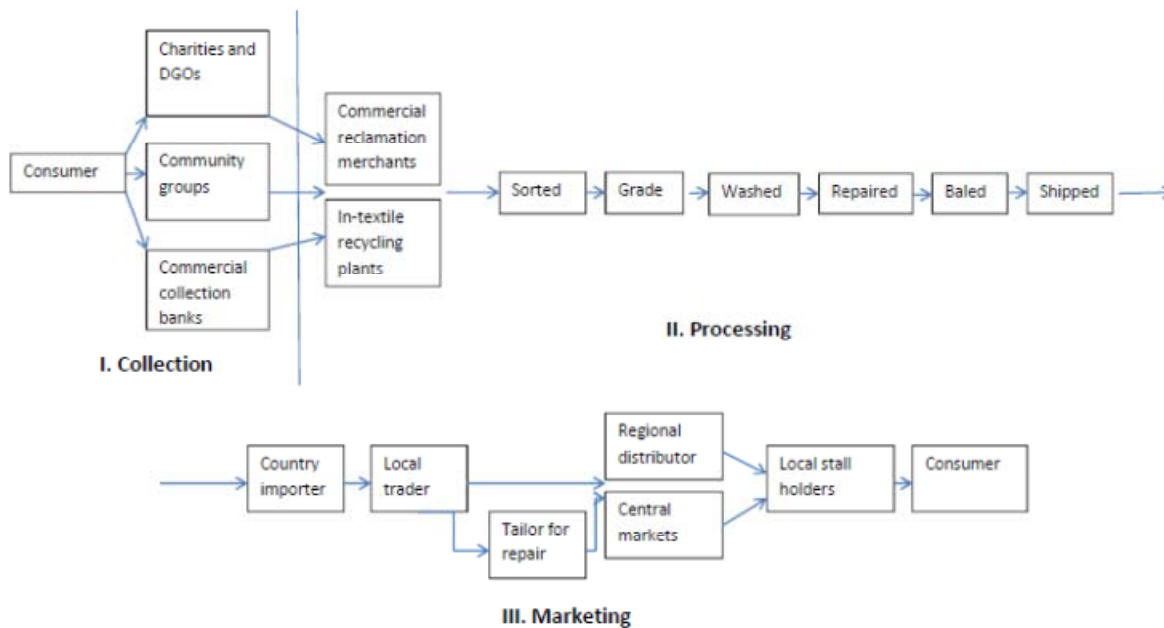 Charities and
DGOs
Consumer
Community
groups
Commercial
collection
banks
I. Collection
Commercial
reclamation
merchants
In-textile
recycling
plants
Sorted
Grade
Washed
Repaired
Baled
Shipped
II. Processing
Country
importer
Local
trader
Tailor for
repair
Regional
distributor
Central
markets
Local stall
holders
Consumer
III. Marketing